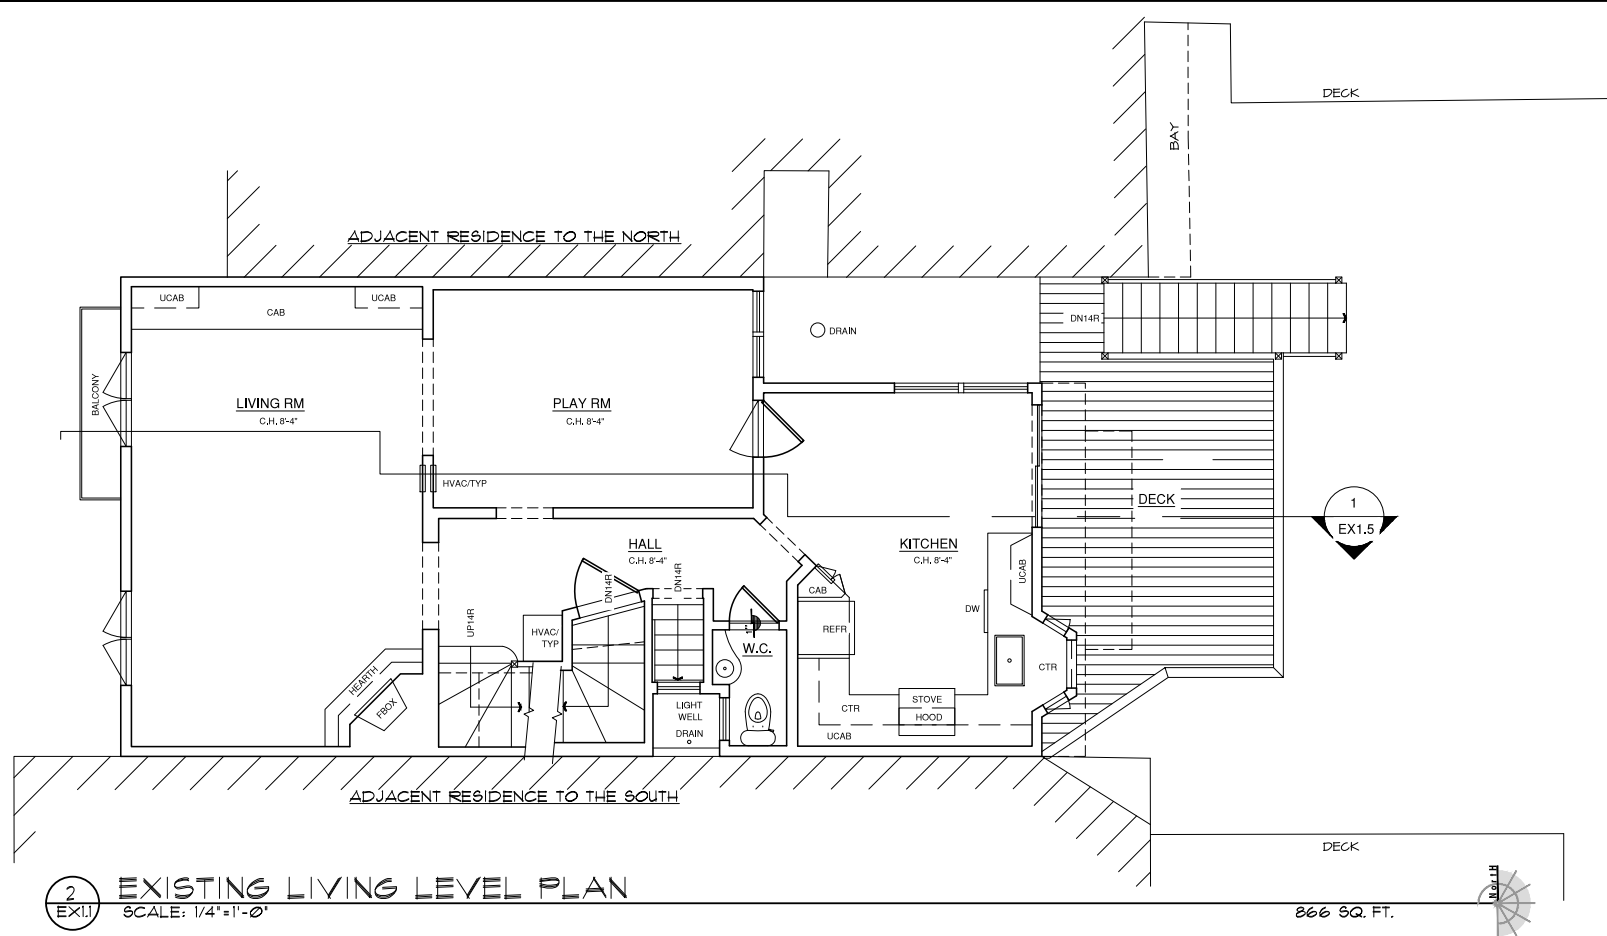 DECK
BAY
ADJACENT RESIDENCE TO THE NORTH
UCAB
UCAB
CAB
DN14R
DRAIN
BALCONY
LIVING RM
C.H. 8'-4"
PLAY RM
C.H. 8'-4"
HVAC/TYP
DECK
1
EX1.5
HALL
C.H. 8'-4"
KITCHEN
C.H. 8'-4"
UCAB
DN14R
DN14R
CAB
DW
UP14R
HVAC/
TYP
REFR
1"
W.C.
CTR
HEARTH
FBOX
LIGHT
WELL
DRAIN
STOVE
CTR
HOOD
UCAB
ADJACENT RESIDENCE TO THE SOUTH
DECK
2
EX1.1
EXISTING LIVING LEVEL PLAN
SCALE: 1/4"=1'-0"
866 SQ. FT.
North